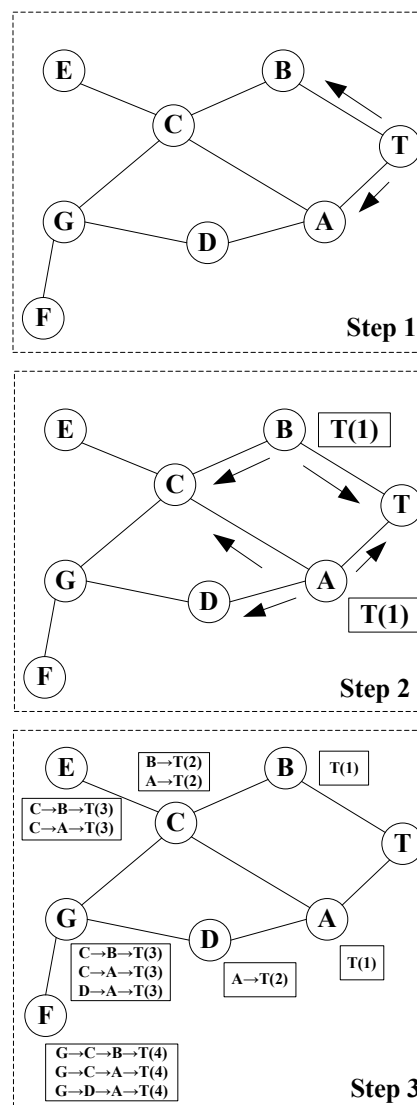 E
B
C
T
G
D
A
F
Step 1
E
B
T(1)
C
T
G
D
A
T(1)
F
Step 2
E
B→T(2)
A→T(2)
B
T(1)
C→B→T(3)
C→A→T(3)
C
T
G
D
A
C→B→T(3)
C→A→T(3)
D→A→T(3)
A→T(2)
T(1)
F
G→C→B→T(4)
G→C→A→T(4)
G→D→A→T(4)
Step 3